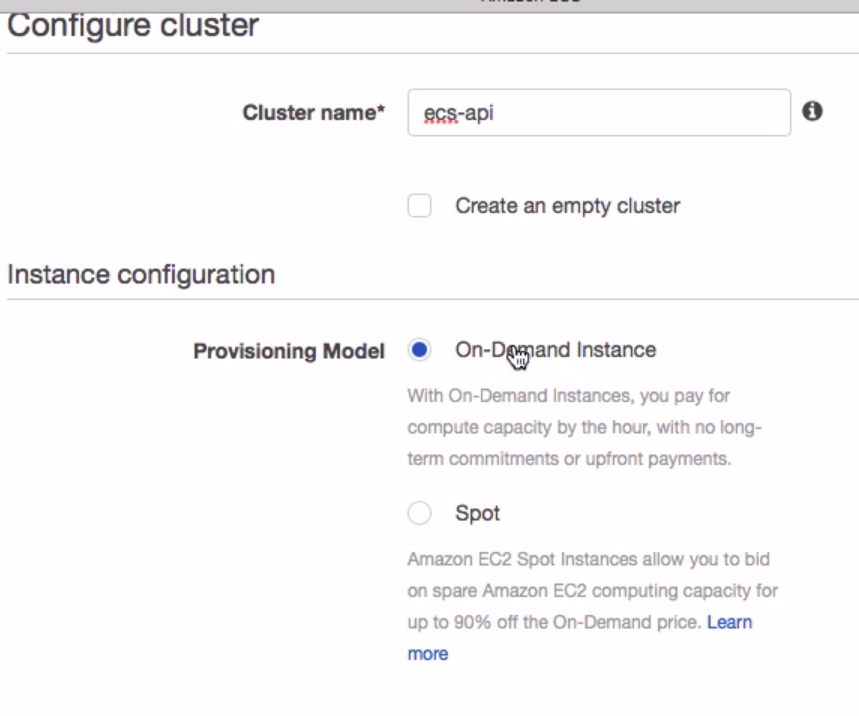 Configure cluster
Cluster name*
ecs-api
Create an empty cluster
Instance configuration
Provisioning Model
On-Demand Instance
With On-Demand Instances, you pay for
compute capacity by the hour, with no long-
term commitments or upfront payments.
Spot
Amazon EC2 Spot Instances allow you to bid
on spare Amazon EC2 computing capacity for
up to 90% off the On-Demand price. Learn
more